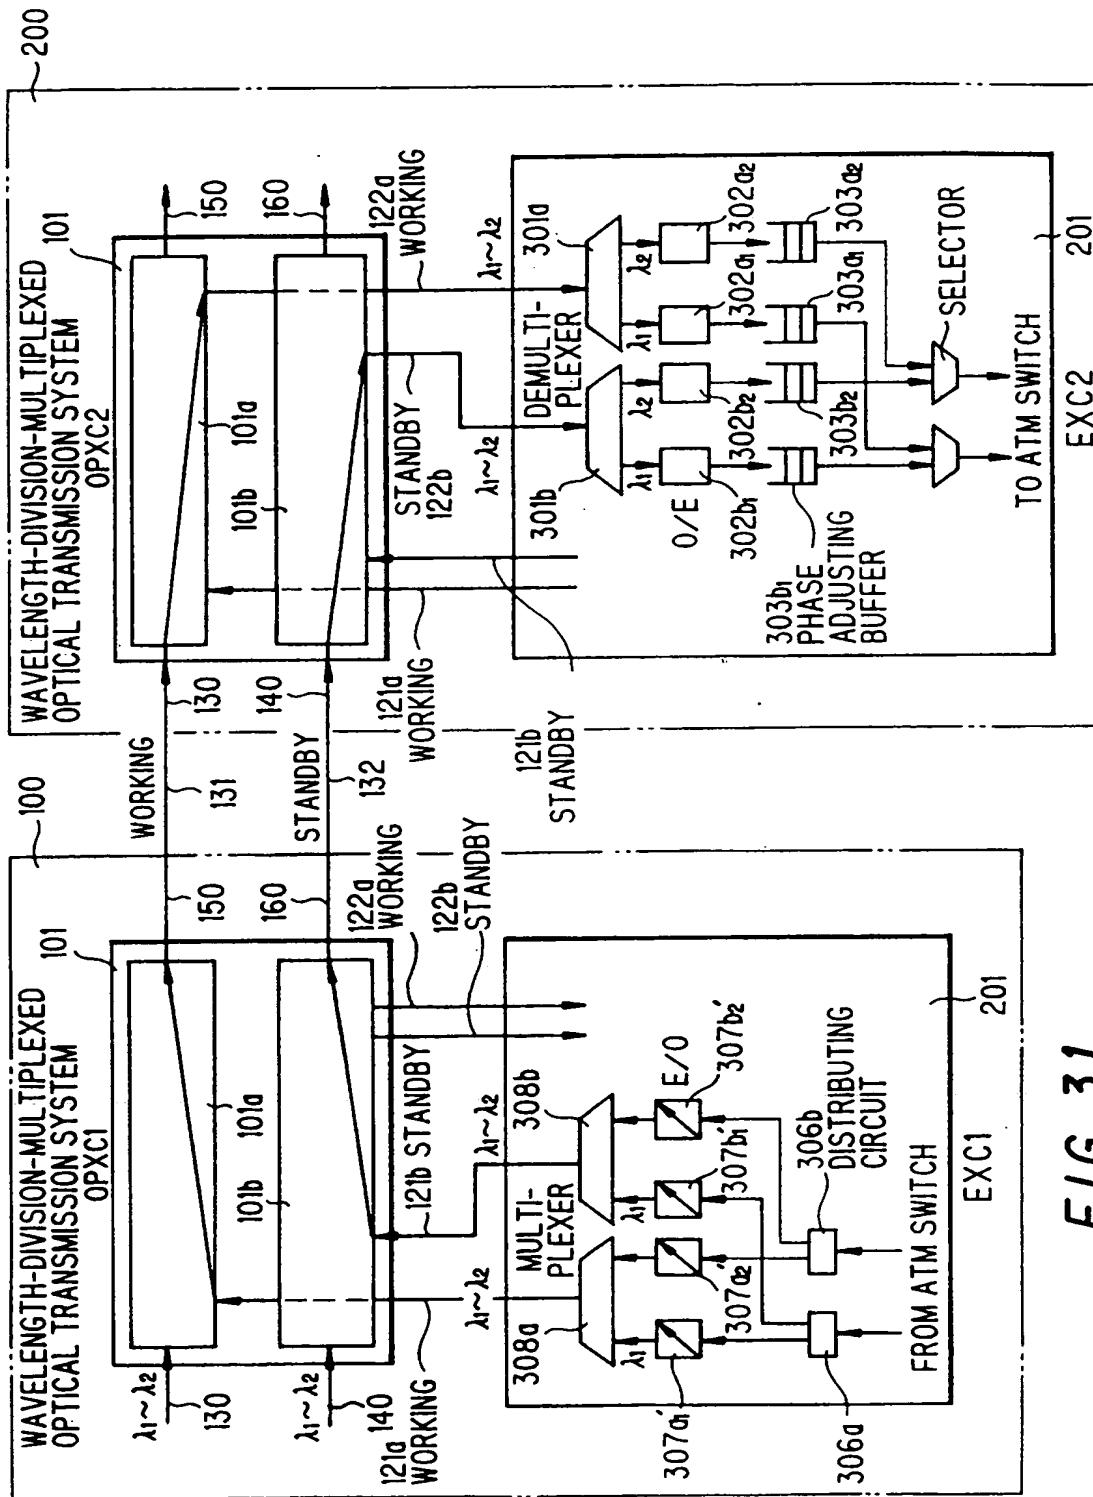 WAVELENGTH-DIVISION-MULTIPLEXED
OPTICAL TRANSMISSION SYSTEM
OPXC1
100
101
101a
101b
λ1~λ2
130
λ1~λ2
140
150
160
121a
WORKING
121b STANDBY
122a
WORKING
122b
STANDBY
λ1~λ2
λ1~λ2
MULTI-
PLEXER
308a
308b
λ1
λ1
E/O
307a1'
307a2'
307b1'
307b2'
306a
306b
DISTRIBUTING
CIRCUIT
FROM ATM SWITCH
201
EXC1
WORKING
131
STANDBY
132
WAVELENGTH-DIVISION-MULTIPLEXED
OPTICAL TRANSMISSION SYSTEM
OPXC2
200
101
101a
101b
130
140
150
160
121a
WORKING
121b
STANDBY
STANDBY
122b
122a
WORKING
λ1~λ2
λ1~λ2
DEMULTI-
PLEXER
301b
301a
λ1
λ2
λ1
λ2
O/E
302b1
302b2
302a1
302a2
303b1
PHASE
ADJUSTING
BUFFER
303b2
303a1
303a2
SELECTOR
TO ATM SWITCH
201
EXC2
FIG. 31